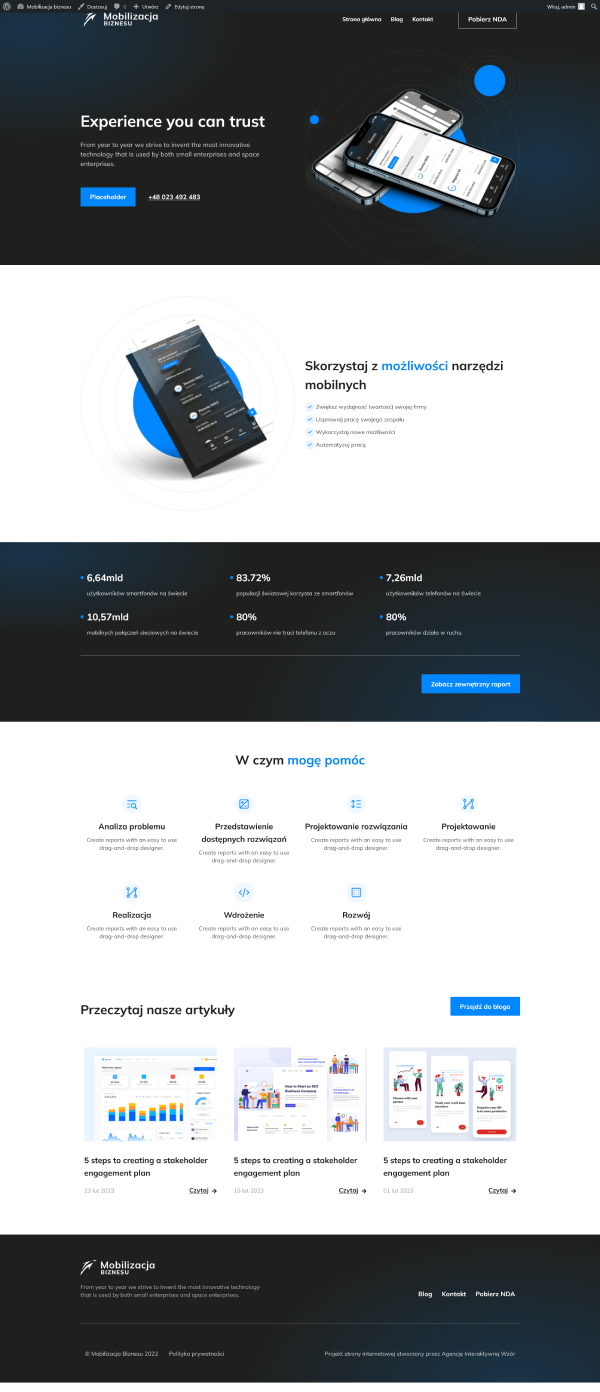 Mobilizacja biznesu Dostosuj 0 Utwórz Edytuj stronę Witaj, admin
Mobilizacja
BIZNESU
Strona główna Blog Kontakt Pobierz NDA
Experience you can trust
From year to year we strive to invent the most innovative
technology that is used by both small enterprises and space
enterprises.
Placeholder +48 023 492 483
Skorzystaj z możliwości narzędzi
mobilnych
Zwiększ wydajność (wartość) swojej firmy
Usprawnij pracę swojego zespołu
Wykorzystaj nowe możliwości
Automatyzuj pracę
6,64mld 83.72% 7,26mld
użytkowników smartfonów na świecie populacji światowej korzysta ze smartfonów użytkowników telefonów na świecie
10,57mld 80% 80%
mobilnych połączeń sieciowych na świecie pracowników nie traci telefonu z oczu pracowników działa w ruchu
Zobacz zewnętrzny raport
W czym mogę pomóc
Analiza problemu
Create reports with an easy to use
drag-and-drop designer.
Przedstawienie
dostępnych rozwiązań
Create reports with an easy to use
drag-and-drop designer.
Projektowanie rozwiązania
Create reports with an easy to use
drag-and-drop designer.
Projektowanie
Create reports with an easy to use
drag-and-drop designer.
Realizacja
Create reports with an easy to use
drag-and-drop designer.
Wdrożenie
Create reports with an easy to use
drag-and-drop designer.
Rozwój
Create reports with an easy to use
drag-and-drop designer.
Przeczytaj nasze artykuły
Przejdź do bloga
How to Start an SEO
Business Company
5 steps to creating a stakeholder
engagement plan
23 lut 2023 Czytaj
5 steps to creating a stakeholder
engagement plan
15 lut 2023 Czytaj
5 steps to creating a stakeholder
engagement plan
01 lut 2023 Czytaj
Mobilizacja
BIZNESU
From year to year we strive to invent the most innovative technology
that is used by both small enterprises and space enterprises.
Blog Kontakt Pobierz NDA
© Mobilizacja Biznesu 2022 Polityka prywatności
Projekt strony internetowej stworzony przez Agencję Interaktywną Wzór